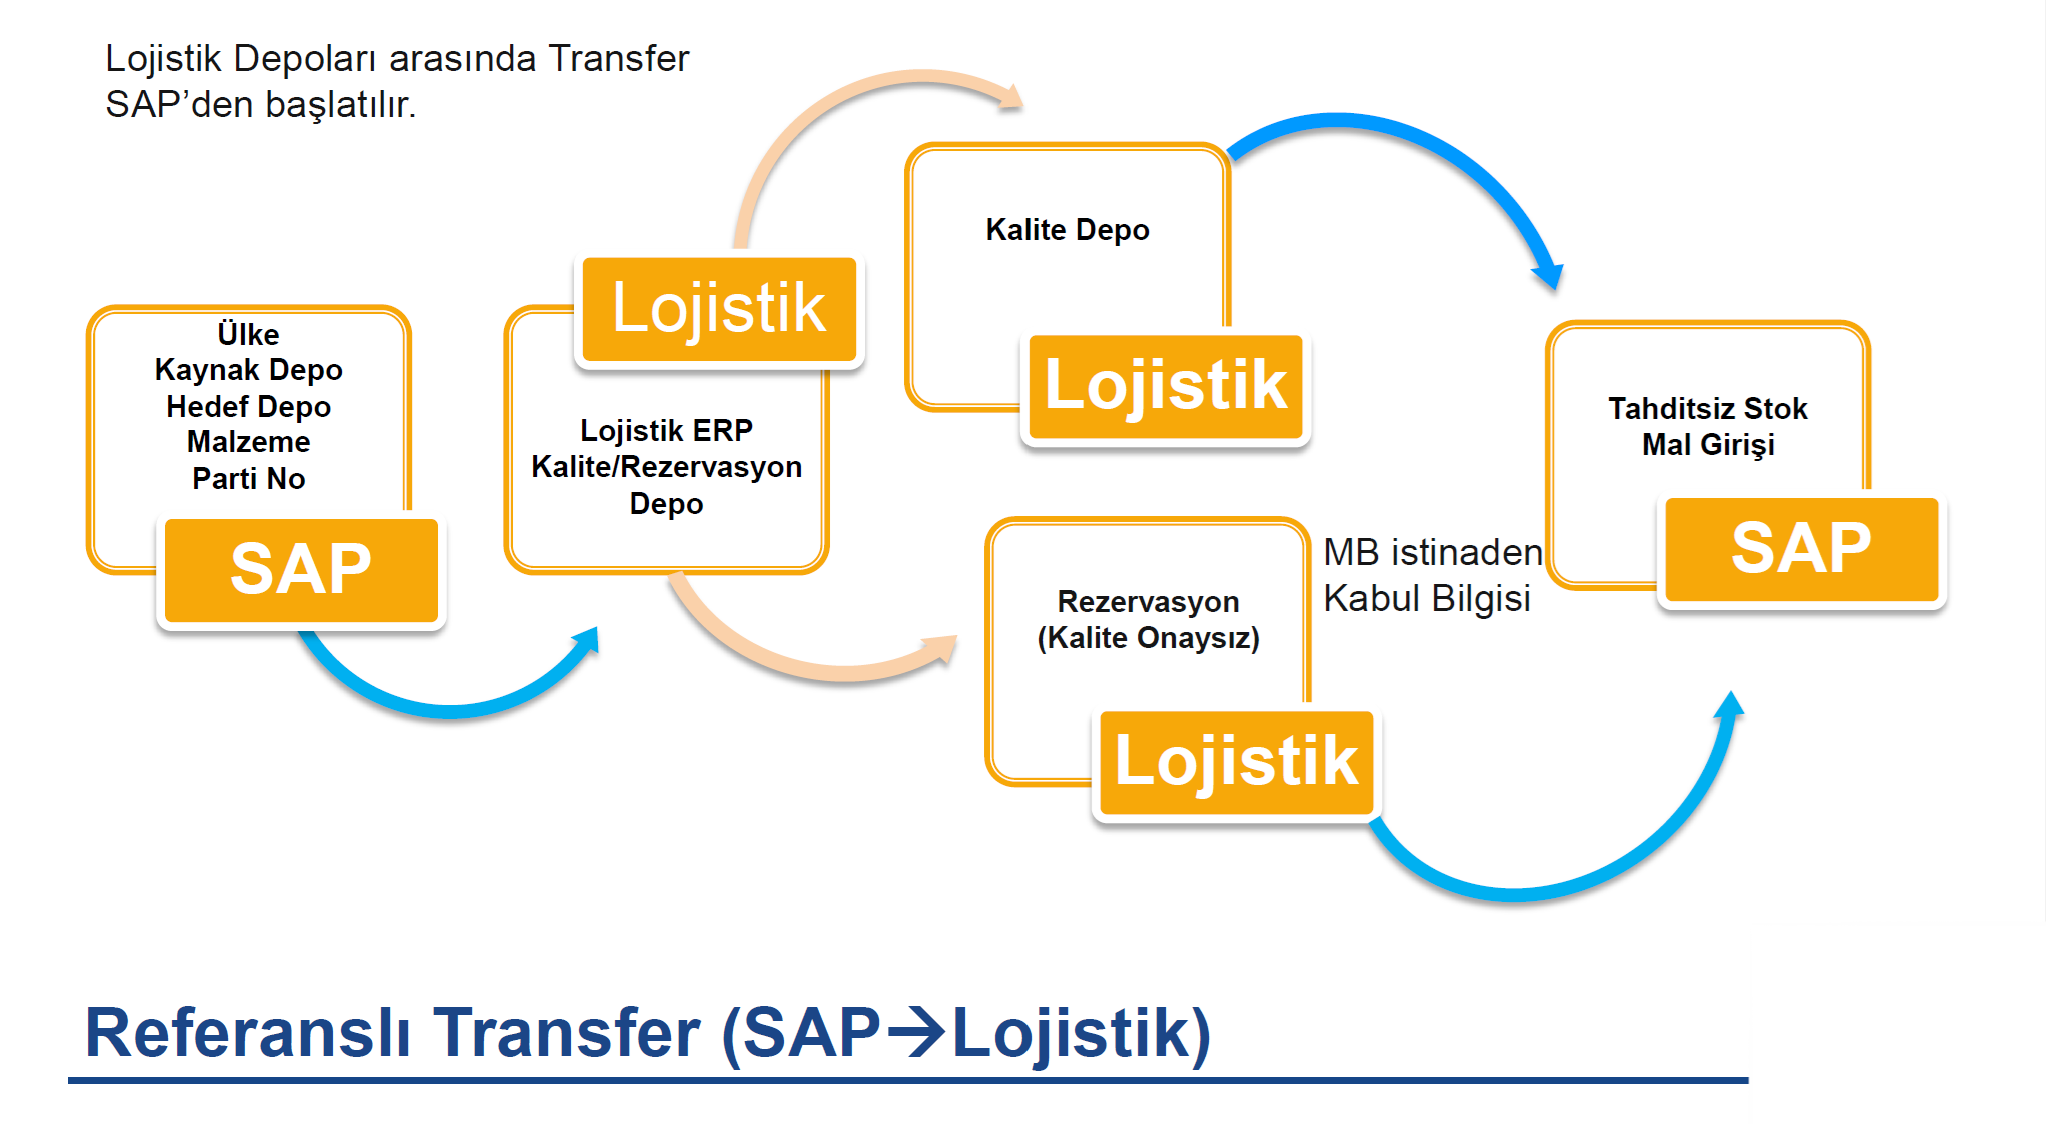 Lojistik Depoları arasında Transfer
SAP’den başlatılır.
Ülke
Kaynak Depo
Hedef Depo
Malzeme
Parti No
SAP
Lojistik
Lojistik ERP
Kalite/Rezervasyon
Depo
Kalite Depo
Lojistik
Rezervasyon
(Kalite Onaysız)
Lojistik
MB istinaden
Kabul Bilgisi
Tahditsiz Stok
Mal Girişi
SAP
Referanslı Transfer (SAP→Lojistik)